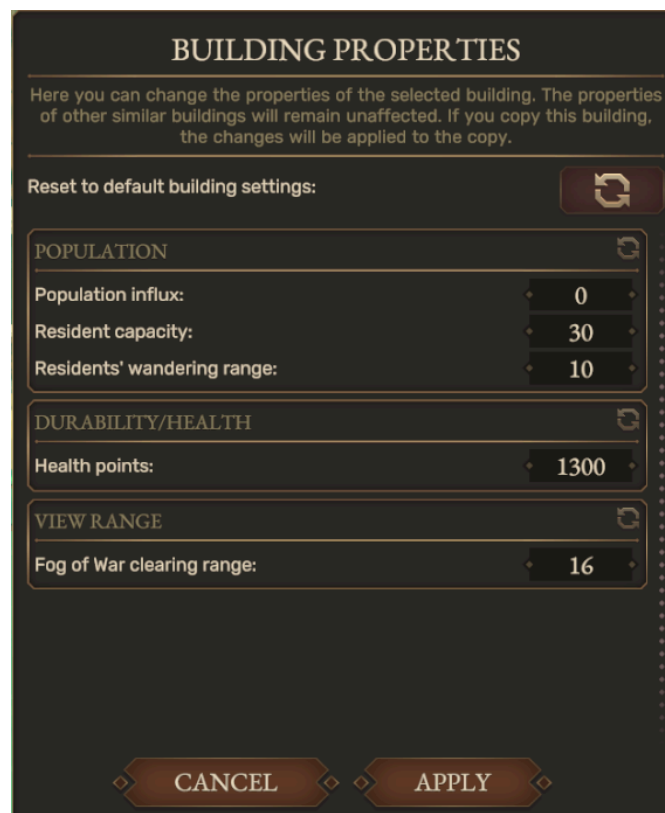 BUILDING PROPERTIES
Here you can change the properties of the selected building. The properties
of other similar buildings will remain unaffected. If you copy this building,
the changes will be applied to the copy.
Reset to default building settings:
POPULATION
Population influx: 0
Resident capacity: 30
Residents' wandering range: 10
DURABILITY/HEALTH
Health points: 1300
VIEW RANGE
Fog of War clearing range: 16
CANCEL APPLY